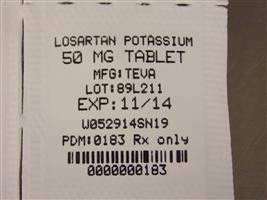 LOSARTAN POTASSIUM
50 MG TABLET
MFG:TEVA
LOT:89L211
EXP:11/14
W052914SN19
PDM:0183 Rx only
0000000183